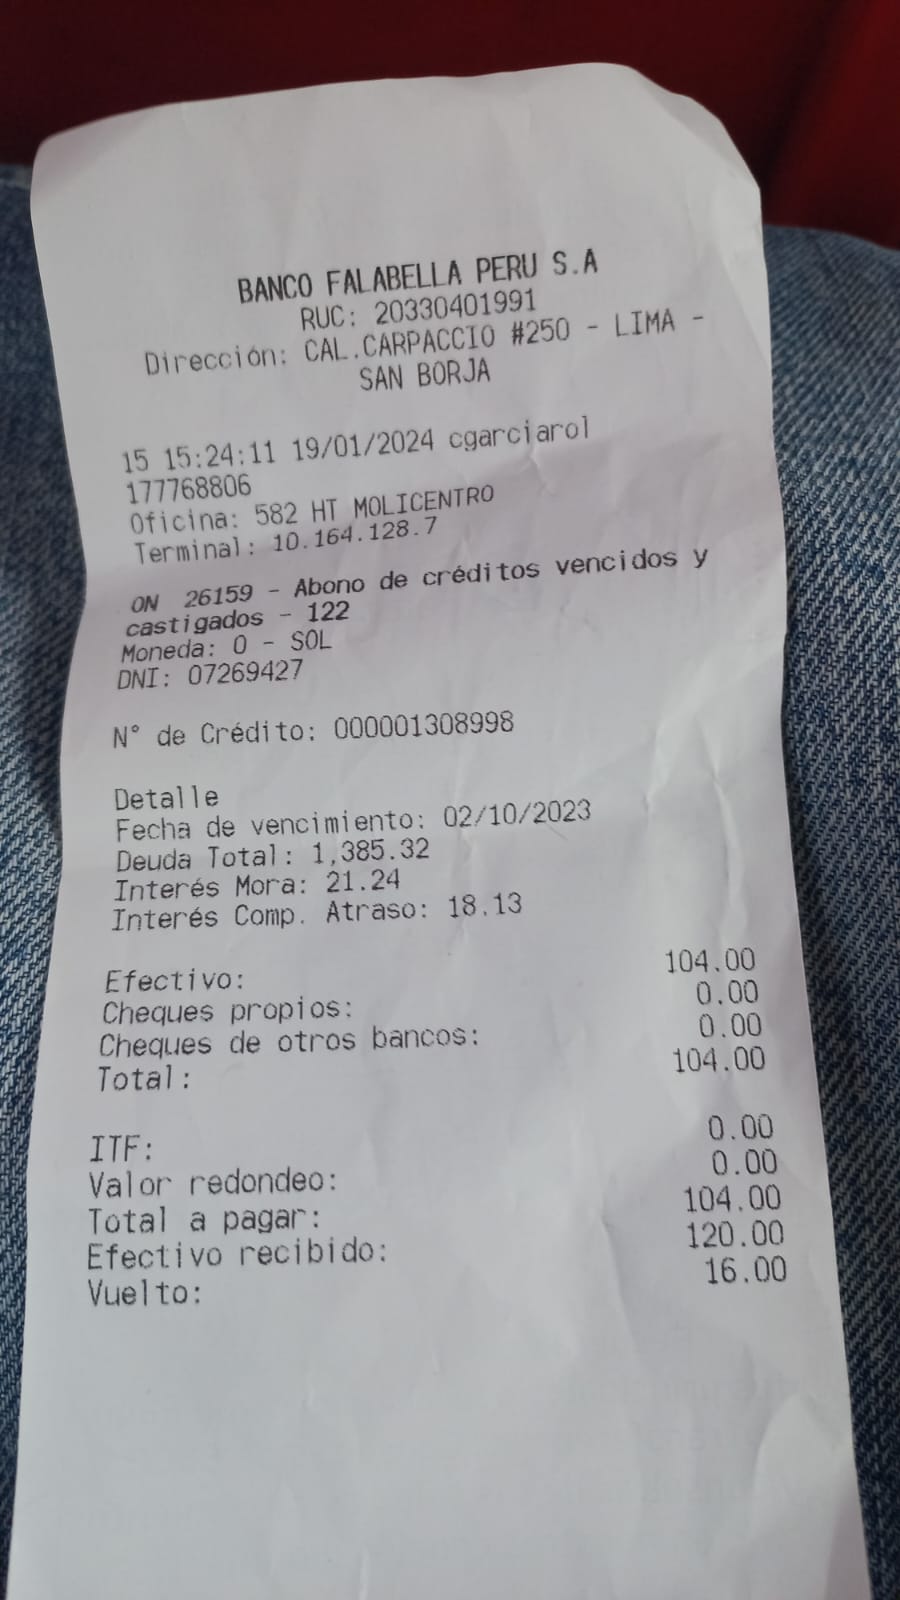 BANCO FALABELLA PERU S.A
RUC: 20330401991
Dirección: CAL.CARPACCIO #250 - LIMA -
SAN BORJA
15 15:24:11 19/01/2024 cgarciarol
177768806
Oficina: 582 HT MOLICENTRO
Terminal: 10.164.128.7
ON 26159 - Abono de créditos vencidos y
castigados - 122
Moneda: 0 - SOL
DNI: 07269427
N° de Crédito: 000001308998
Detalle
Fecha de vencimiento: 02/10/2023
Deuda Total: 1,385.32
Interés Mora: 21.24
Interés Comp. Atraso: 18.13
Efectivo: 104.00
Cheques propios: 0.00
Cheques de otros bancos: 0.00
Total: 104.00
ITF: 0.00
Valor redondeo: 0.00
Total a pagar: 104.00
Efectivo recibido: 120.00
Vuelto: 16.00